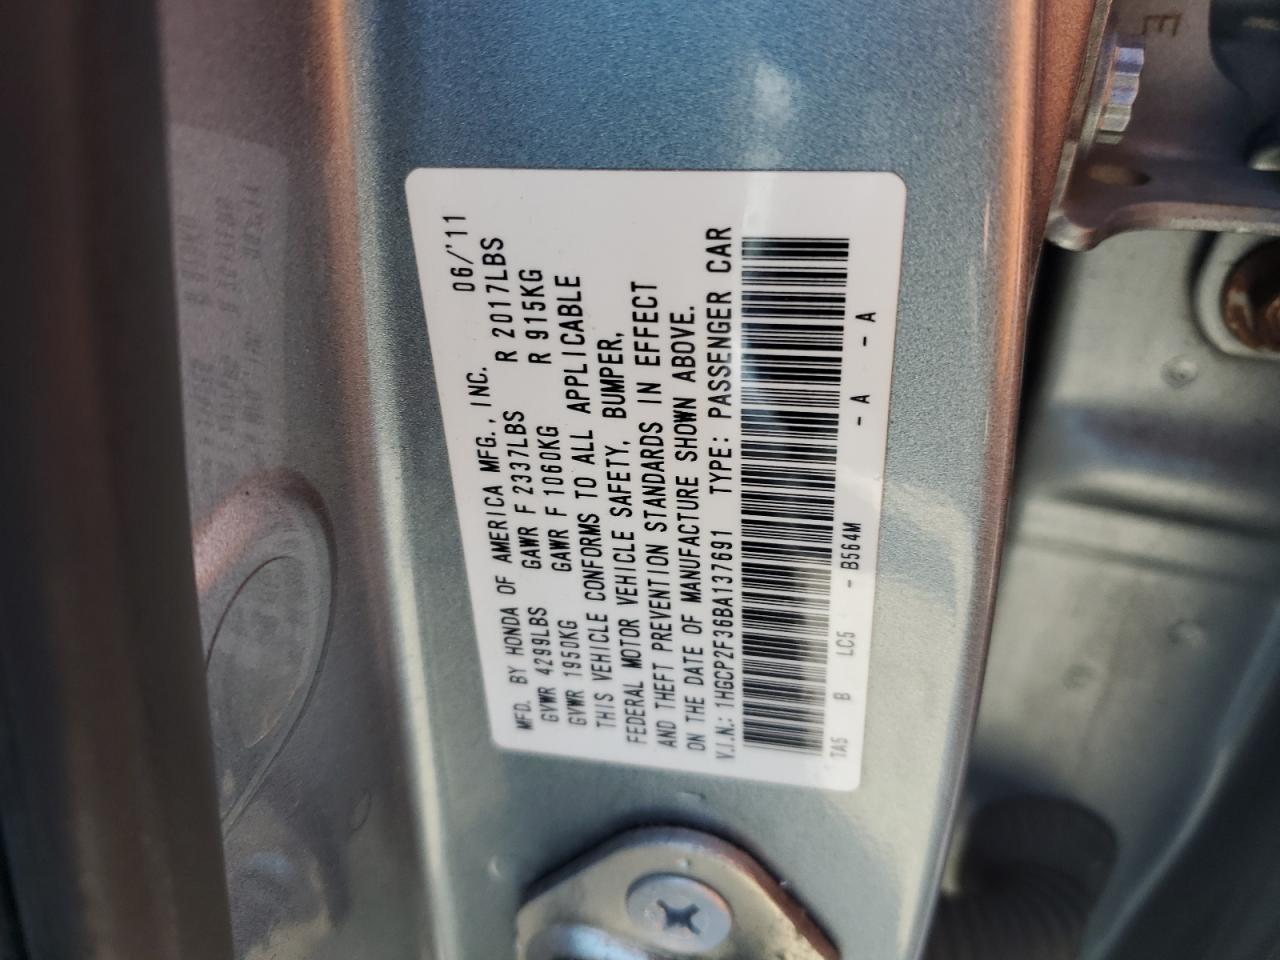 MFD. BY HONDA OF AMERICA MFG., INC. 06/'11
GVWR 4299LBS GAWR F 2337LBS R 2017LBS
GVWR 1950KG GAWR F 1060KG R 915KG
THIS VEHICLE CONFORMS TO ALL APPLICABLE
FEDERAL MOTOR VEHICLE SAFETY, BUMPER,
AND THEFT PREVENTION STANDARDS IN EFFECT
ON THE DATE OF MANUFACTURE SHOWN ABOVE.
V.I.N.: 1HGCP2F36BA137691 TYPE: PASSENGER CAR
TA5 B LC5 - B564M - A - A
E